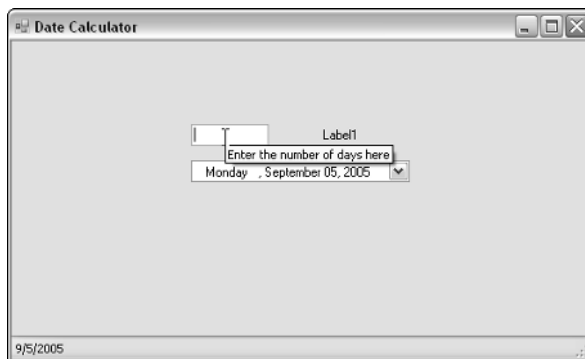 Date Calculator
Label1
Enter the number of days here
Monday , September 05, 2005
9/5/2005